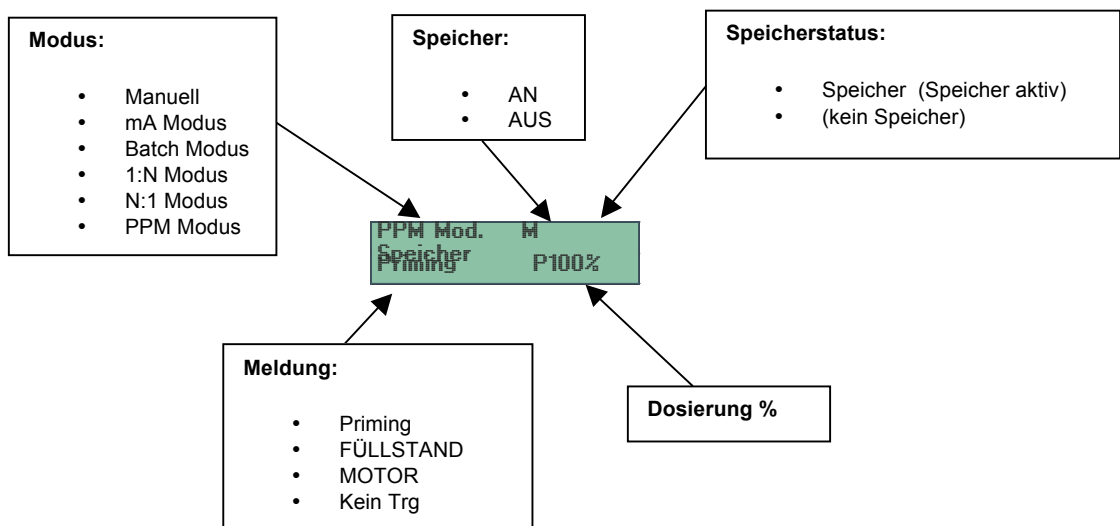 Modus:
• Manuell
• mA Modus
• Batch Modus
• 1:N Modus
• N:1 Modus
• PPM Modus
Speicher:
• AN
• AUS
Speicherstatus:
• Speicher (Speicher aktiv)
• (kein Speicher)
PPM Mod. M
Speicher
Priming P100%
Meldung:
• Priming
• FÜLLSTAND
• MOTOR
• Kein Trg
Dosierung %